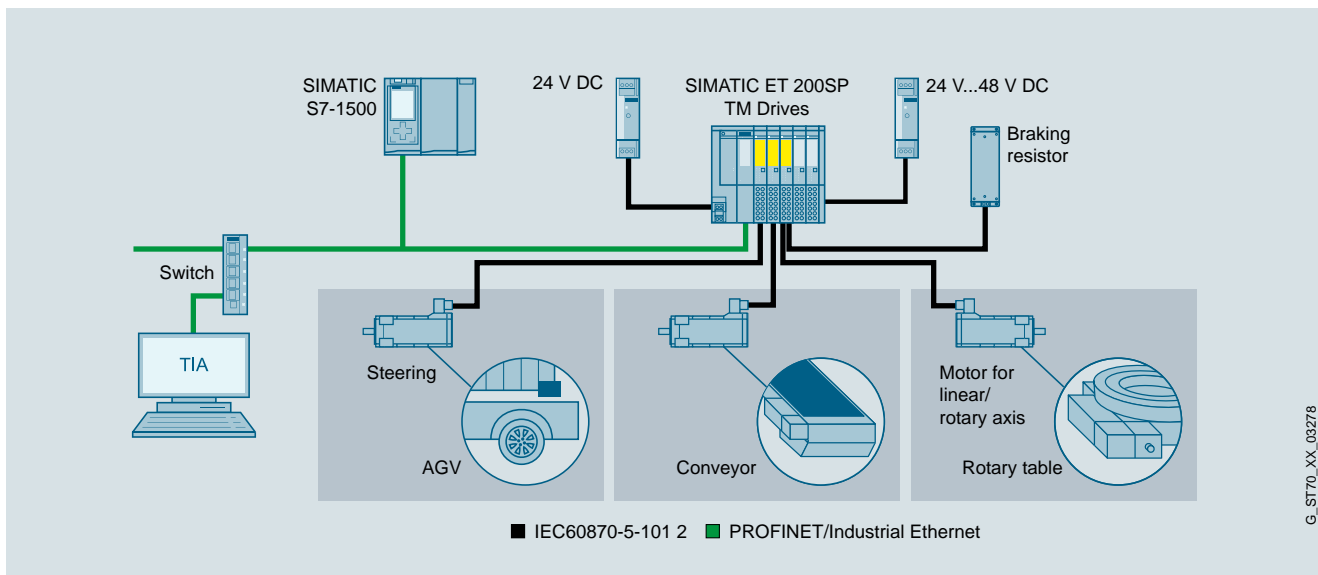 SIMATIC
S7-1500
24 V DC
SIMATIC ET 200SP
TM Drives
24 V...48 V DC
Braking
resistor
Switch
TIA
Steering
AGV
Conveyor
Motor for
linear/
rotary axis
Rotary table
IEC60870-5-101 2
PROFINET/Industrial Ethernet
G_ST70_XX_03278